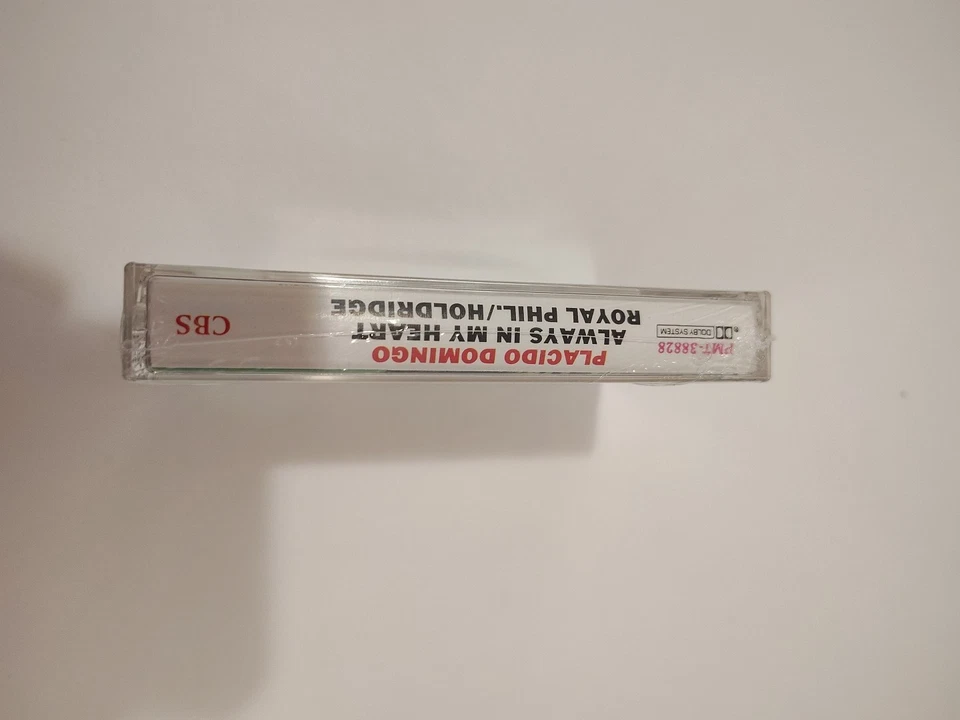 PMT-38828
DOLBY SYSTEM
PLACIDO DOMINGO
ALWAYS IN MY HEART
ROYAL PHIL./HOLDRIDGE
CBS